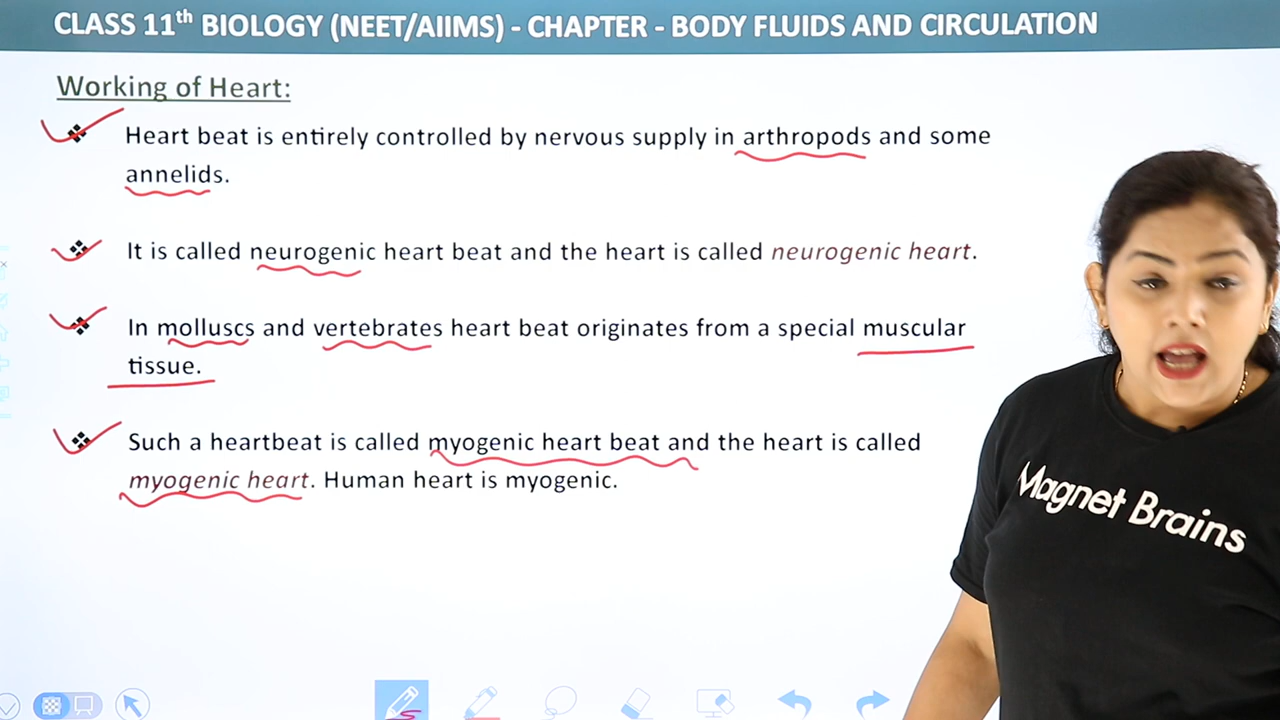 CLASS 11th BIOLOGY (NEET/AIIMS) - CHAPTER - BODY FLUIDS AND CIRCULATION
Working of Heart:
❖ Heart beat is entirely controlled by nervous supply in arthropods and some
annelids.
❖ It is called neurogenic heart beat and the heart is called neurogenic heart.
❖ In molluscs and vertebrates heart beat originates from a special muscular
tissue.
❖ Such a heartbeat is called myogenic heart beat and the heart is called
myogenic heart. Human heart is myogenic.
Magnet Brains